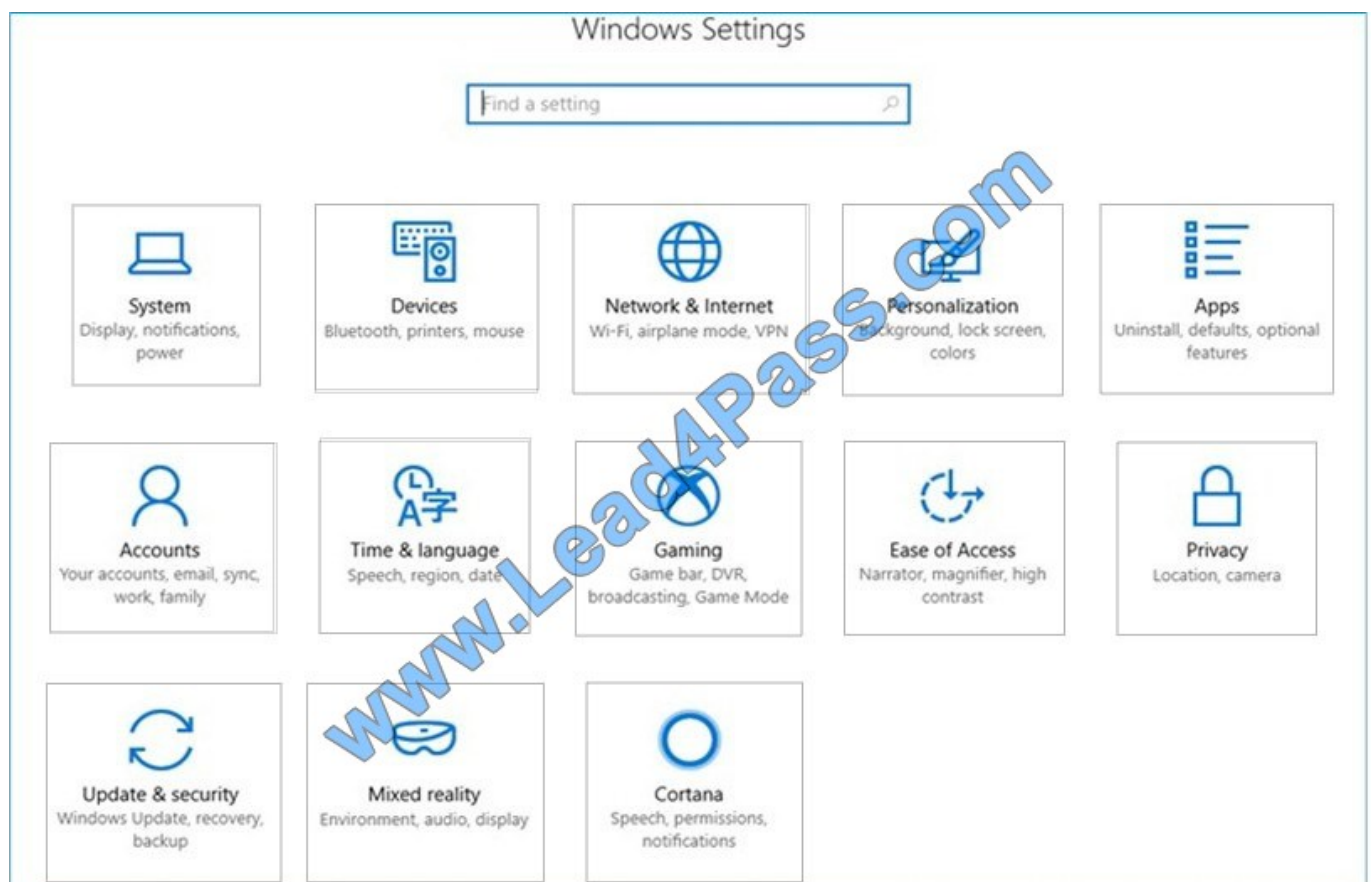 Windows Settings
Find a setting
System
Display, notifications,
power
Devices
Bluetooth, printers, mouse
Network & Internet
Wi-Fi, airplane mode, VPN
Personalization
Background, lock screen,
colors
Apps
Uninstall, defaults, optional
features
Accounts
Your accounts, email, sync,
work, family
A字
Time & language
Speech, region, date
Gaming
Game bar, DVR,
broadcasting, Game Mode
Ease of Access
Narrator, magnifier, high
contrast
Privacy
Location, camera
Update & security
Windows Update, recovery,
backup
Mixed reality
Environment, audio, display
Cortana
Speech, permissions,
notifications
www.Lead4Pass.com